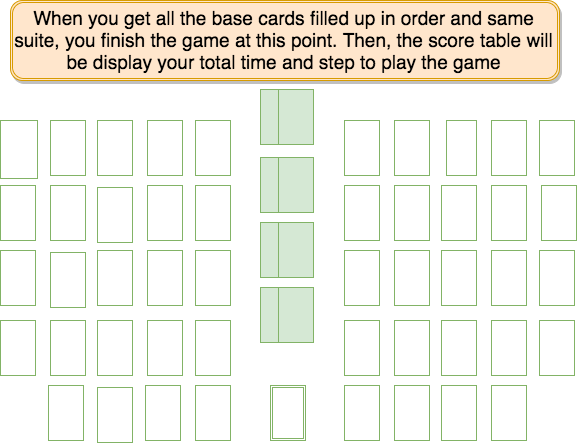 When you get all the base cards filled up in order and same
suite, you finish the game at this point. Then, the score table will
be display your total time and step to play the game